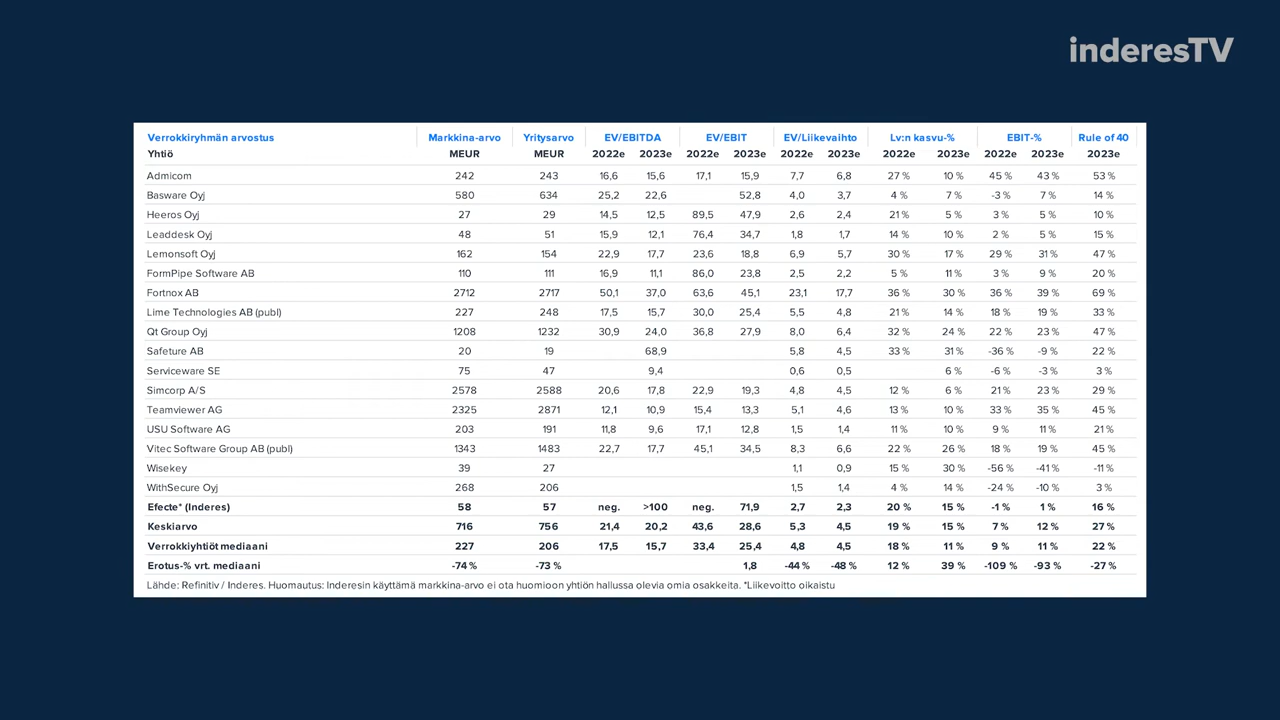 inderesTV
Verrokkiryhmän arvostus Markkina-arvo Yritysarvo EV/EBITDA EV/EBIT EV/Liikevaihto Lv:n kasvu-% EBIT-% Rule of 40
Yhtiö MEUR MEUR 2022e 2023e 2022e 2023e 2022e 2023e 2022e 2023e 2022e 2023e 2023e
Admicom 242 243 16,6 15,6 17,1 15,9 7,7 6,8 27 % 10 % 45 % 43 % 53 %
Basware Oyj 580 634 25,2 22,6 52,8 4,0 3,7 4 % 7 % -3 % 7 % 14 %
Heeros Oyj 27 29 14,5 12,5 89,5 47,9 2,6 2,4 21 % 5 % 3 % 5 % 10 %
Leaddesk Oyj 48 51 15,9 12,1 76,4 34,7 1,8 1,7 14 % 10 % 2 % 5 % 15 %
Lemonsoft Oyj 162 154 22,9 17,7 23,6 18,8 6,9 5,7 30 % 17 % 29 % 31 % 47 %
FormPipe Software AB 110 111 16,9 11,1 86,0 23,8 2,5 2,2 5 % 11 % 3 % 9 % 20 %
Fortnox AB 2712 2717 50,1 37,0 63,6 45,1 23,1 17,7 36 % 30 % 36 % 39 % 69 %
Lime Technologies AB (publ) 227 248 17,5 15,7 30,0 25,4 5,5 4,8 21 % 14 % 18 % 19 % 33 %
Qt Group Oyj 1208 1232 30,9 24,0 36,8 27,9 8,0 6,4 32 % 24 % 22 % 23 % 47 %
Safeture AB 20 19 68,9 5,8 4,5 33 % 31 % -36 % -9 % 22 %
Serviceware SE 75 47 9,4 0,6 0,5 6 % -6 % -3 % 3 %
Simcorp A/S 2578 2588 20,6 17,8 22,9 19,3 4,8 4,5 12 % 6 % 21 % 23 % 29 %
Teamviewer AG 2325 2871 12,1 10,9 15,4 13,3 5,1 4,6 13 % 10 % 33 % 35 % 45 %
USU Software AG 203 191 11,8 9,6 17,1 12,8 1,5 1,4 11 % 10 % 9 % 11 % 21 %
Vitec Software Group AB (publ) 1343 1483 22,7 17,7 45,1 34,5 8,3 6,6 22 % 26 % 18 % 19 % 45 %
Wisekey 39 27 1,1 0,9 15 % 30 % -56 % -41 % -11 %
WithSecure Oyj 268 206 1,5 1,4 4 % 14 % -24 % -10 % 3 %
Efecte* (Inderes) 58 57 neg. >100 neg. 71,9 2,7 2,3 20 % 15 % -1 % 1 % 16 %
Keskiarvo 716 756 21,4 20,2 43,6 28,6 5,3 4,5 19 % 15 % 7 % 12 % 27 %
Verrokkiyhtiöt mediaani 227 206 17,5 15,7 33,4 25,4 4,8 4,5 18 % 11 % 9 % 11 % 22 %
Erotus-% vrt. mediaani -74 % -73 % 1,8 -44 % -48 % 12 % 39 % -109 % -93 % -27 %
Lähde: Refinitiv / Inderes. Huomautus: Inderesin käyttämä markkina-arvo ei ota huomioon yhtiön hallussa olevia omia osakkeita. *Liikevoitto oikaistu